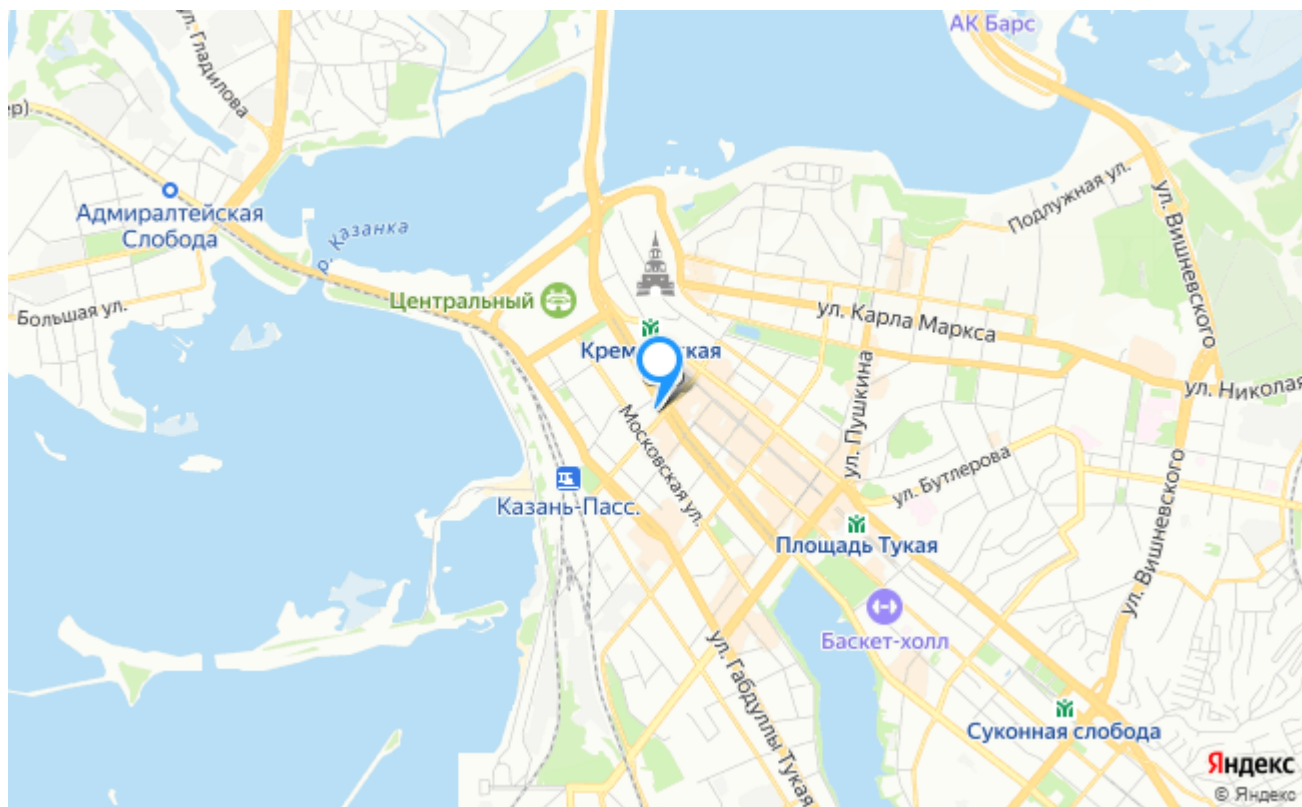 АК Барс
ул. Гладилова
ер)
Подлужная ул.
ул. Вишневского
Адмиралтейская
Слобода
р. Казанка
Центральный
Большая ул.
ул. Карла Маркса
ул. Николая
ул. Пушкина
Московская ул.
ул. Бутлерова
Казань-Пасс.
Площадь Тукая
ул. Вишневского
Баскет-холл
ул. Габдуллы Тукая
Суконная слобода
Яндекс
© Яндекс